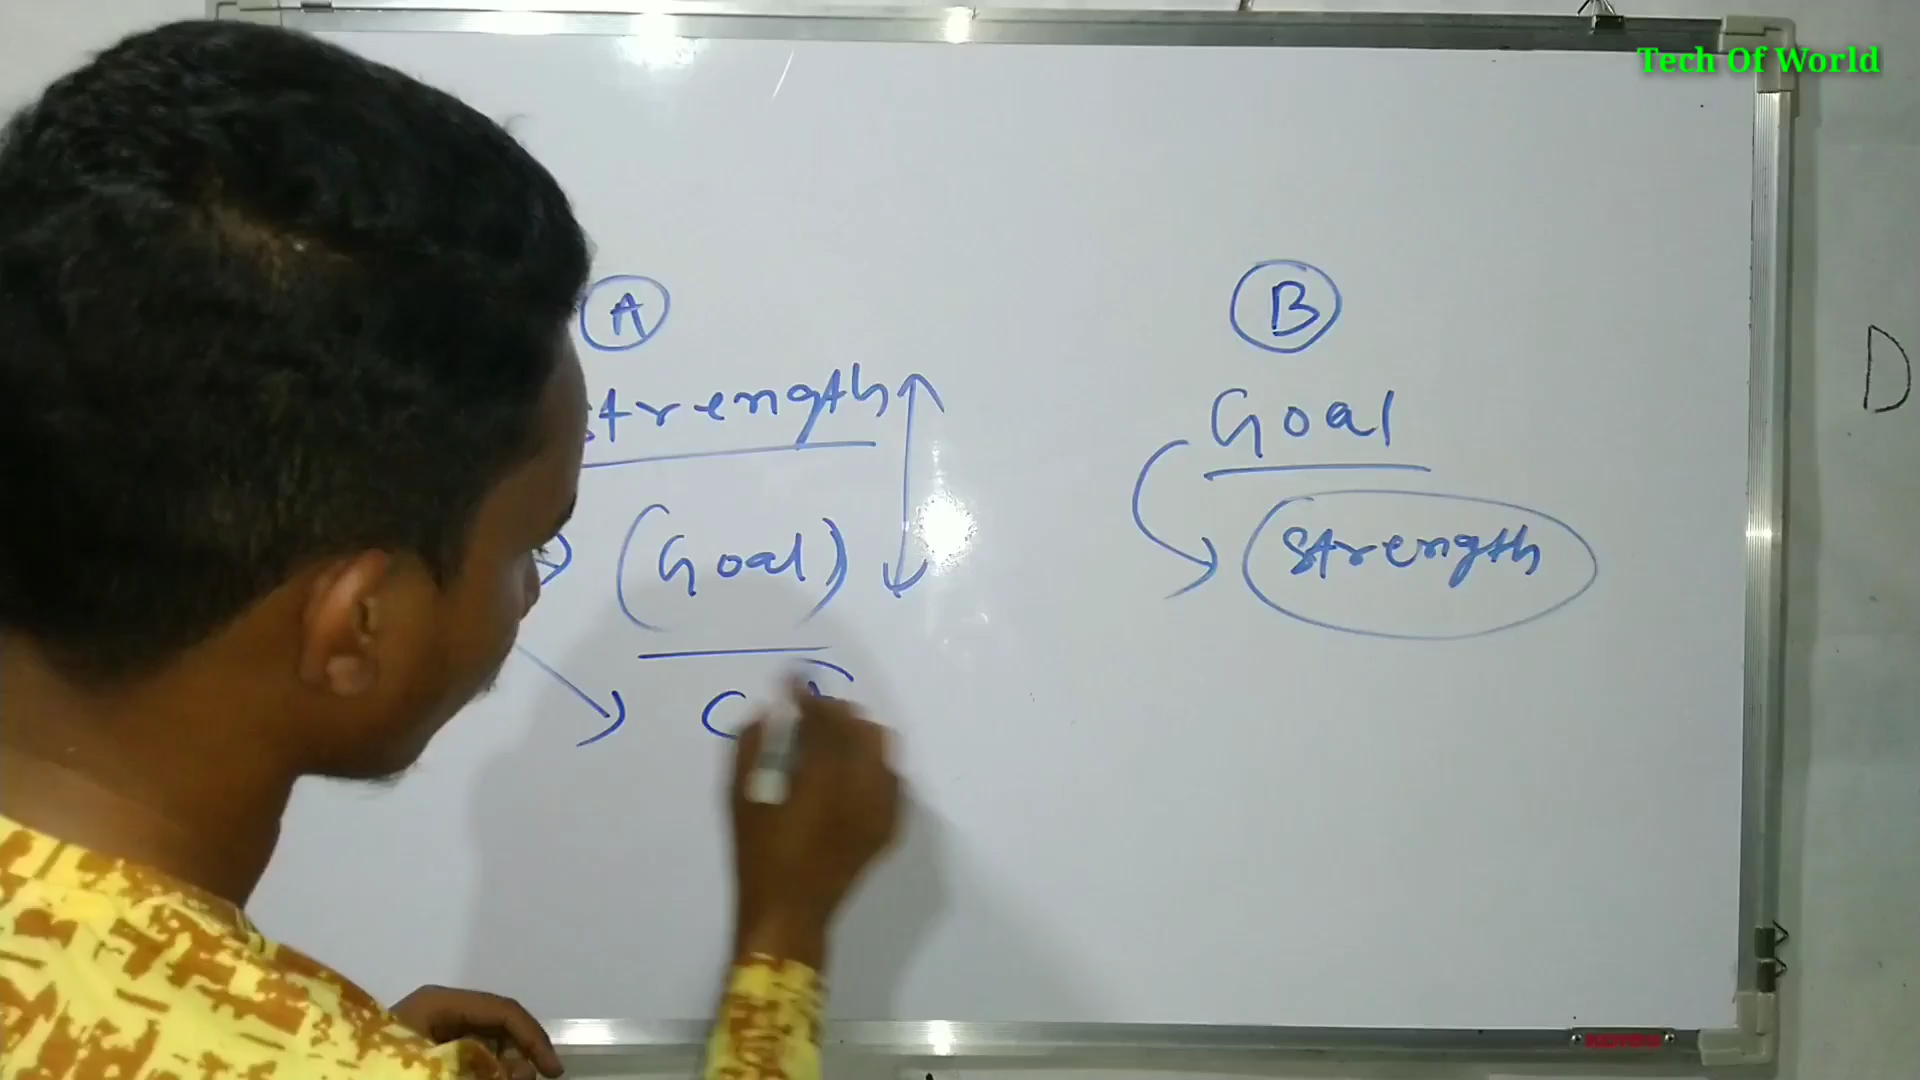 Tech Of World
A
Strength
(Goal)
B
Goal
Strength
D